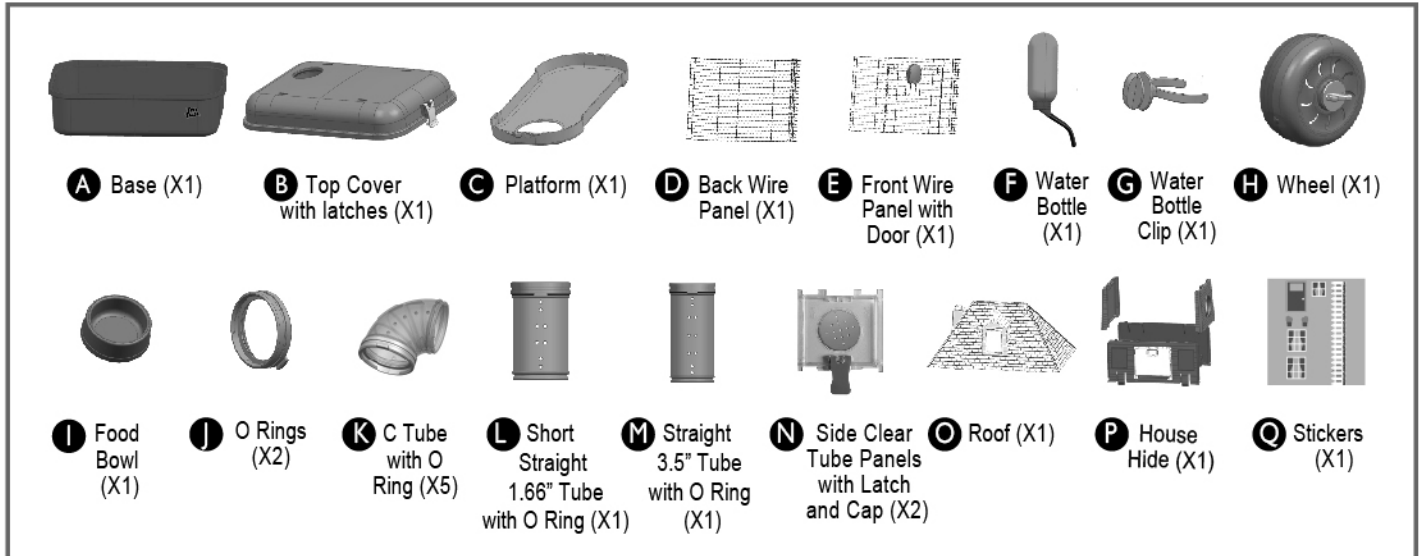 A Base (X1)
B Top Cover
with latches (X1)
C Platform (X1)
D Back Wire
Panel (X1)
E Front Wire
Panel with
Door (X1)
F Water
Bottle
(X1)
G Water
Bottle
Clip (X1)
H Wheel (X1)
I Food
Bowl
(X1)
J O Rings
(X2)
K C Tube
with O
Ring (X5)
L Short
Straight
1.66” Tube
with O Ring (X1)
M Straight
3.5” Tube
with O Ring
(X1)
N Side Clear
Tube Panels
with Latch
and Cap (X2)
O Roof (X1)
P House
Hide (X1)
Q Stickers
(X1)